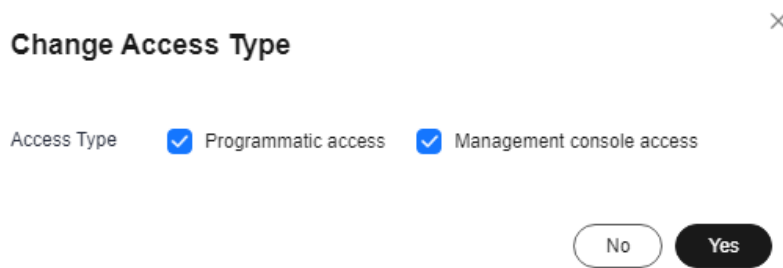 Change Access Type
Access Type Programmatic access Management console access
No Yes